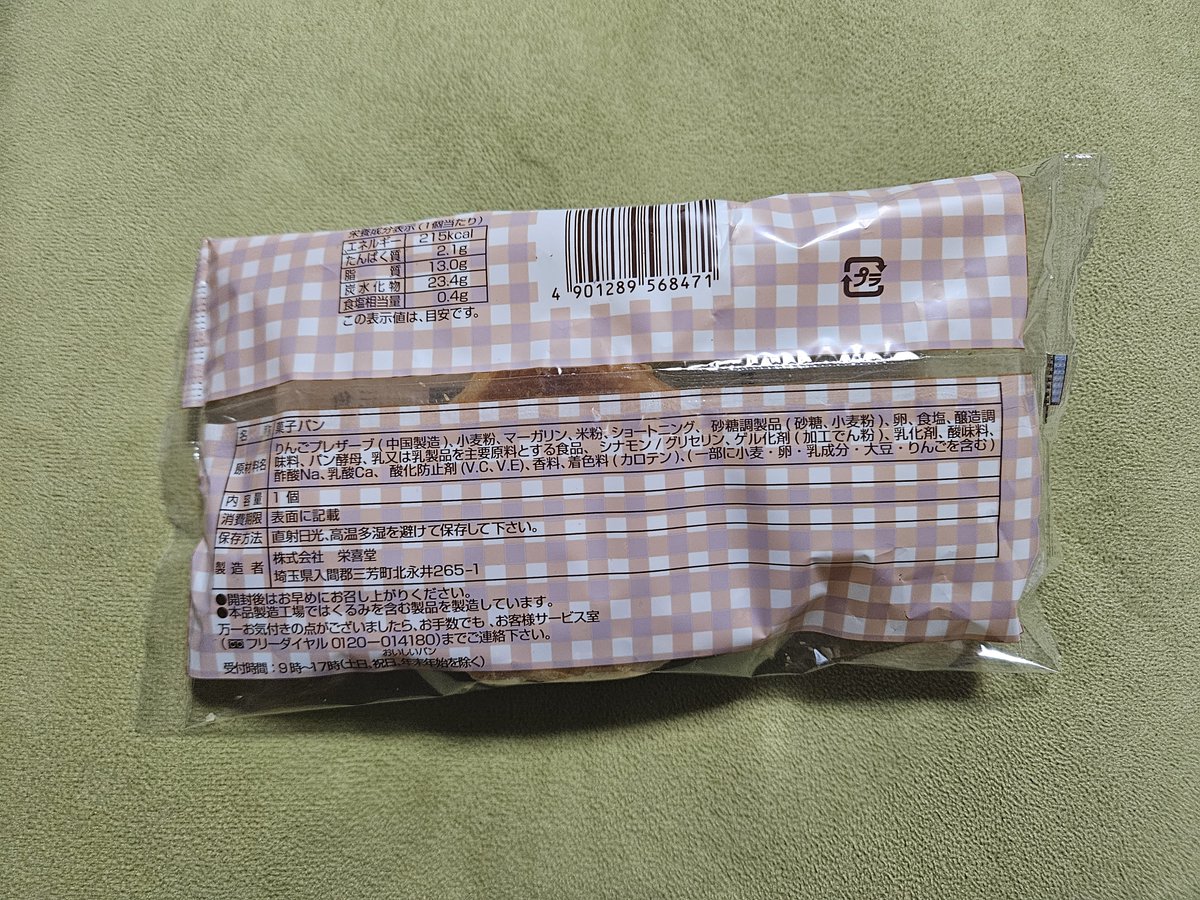 栄養成分表示(1個当たり)
エネルギー 215kcal
たんぱく質 2.1g
脂質 13.0g
炭水化物 23.4g
食塩相当量 0.4g
この表示値は、目安です。
4 901289 568471
プラ
名称 菓子パン
原材料名 りんごプレザーブ(中国製造)、小麦粉、マーガリン、米粉、ショートニング、砂糖調製品(砂糖、小麦粉)、卵、食塩、醸造調
味料、パン酵母、乳又は乳製品を主要原料とする食品、シナモン/グリセリン、ゲル化剤(加工でん粉)、乳化剤、酸味料、
酢酸Na、乳酸Ca、酸化防止剤(V.C、V.E)、香料、着色料(カロテン)、(一部に小麦・卵・乳成分・大豆・りんごを含む)
内容量 1個
消費期限 表面に記載
保存方法 直射日光、高温多湿を避けて保存して下さい。
製造者 株式会社 栄喜堂
埼玉県入間郡三芳町北永井265-1
●開封後はお早めにお召し上がりください。
●本品製造工場ではくるみを含む製品を製造しています。
万一お気付きの点がございましたら、お手数でも、お客様サービス室
(フリーダイヤル 0120-014180)までご連絡下さい。
おいしいパン
受付時間:9時~17時(土日、祝日、年末年始を除く)